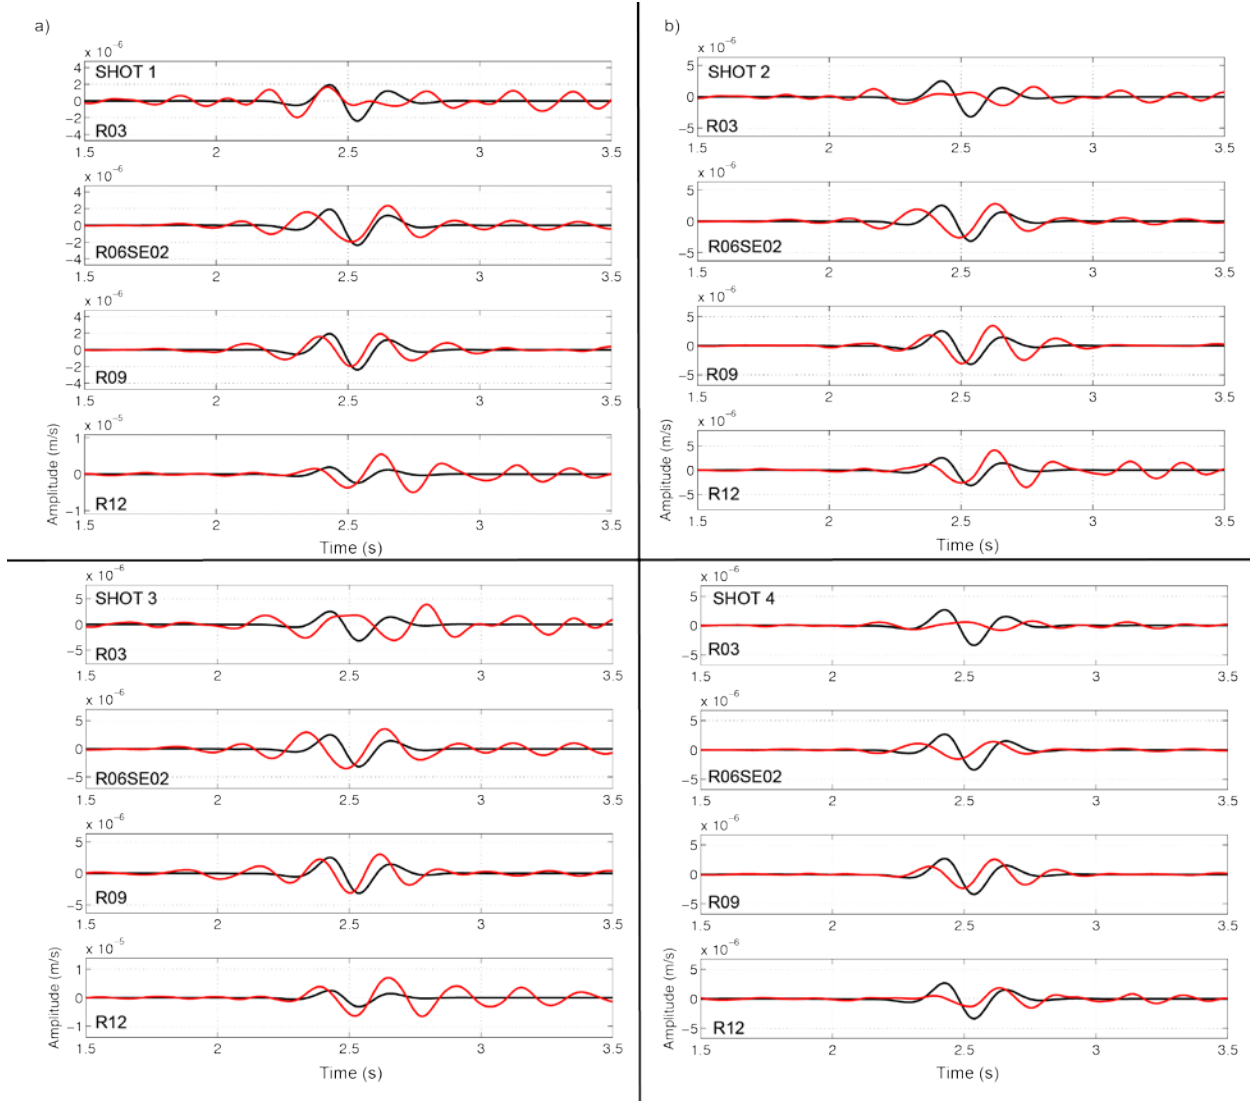 a)
x 10⁻⁶
SHOT 1
4
2
0
-2
-4
R03
1.5 2 2.5 3 3.5
x 10⁻⁶
4
2
0
-2
-4
R06SE02
1.5 2 2.5 3 3.5
x 10⁻⁶
4
2
0
-2
-4
R09
1.5 2 2.5 3 3.5
x 10⁻⁵
1
0
-1
R12
Amplitude (m/s)
1.5 2 2.5 3 3.5
Time (s)
b)
x 10⁻⁶
SHOT 2
5
0
-5
R03
1.5 2 2.5 3 3.5
x 10⁻⁶
5
0
-5
R06SE02
1.5 2 2.5 3 3.5
x 10⁻⁶
5
0
-5
R09
1.5 2 2.5 3 3.5
x 10⁻⁶
5
0
-5
R12
Amplitude (m/s)
1.5 2 2.5 3 3.5
Time (s)
x 10⁻⁶
SHOT 3
5
0
-5
R03
1.5 2 2.5 3 3.5
x 10⁻⁶
5
0
-5
R06SE02
1.5 2 2.5 3 3.5
x 10⁻⁶
5
0
-5
R09
1.5 2 2.5 3 3.5
x 10⁻⁵
1
0
-1
R12
Amplitude (m/s)
1.5 2 2.5 3 3.5
Time (s)
x 10⁻⁶
SHOT 4
5
0
-5
R03
1.5 2 2.5 3 3.5
x 10⁻⁶
5
0
-5
R06SE02
1.5 2 2.5 3 3.5
x 10⁻⁶
5
0
-5
R09
1.5 2 2.5 3 3.5
x 10⁻⁶
5
0
-5
R12
Amplitude (m/s)
1.5 2 2.5 3 3.5
Time (s)